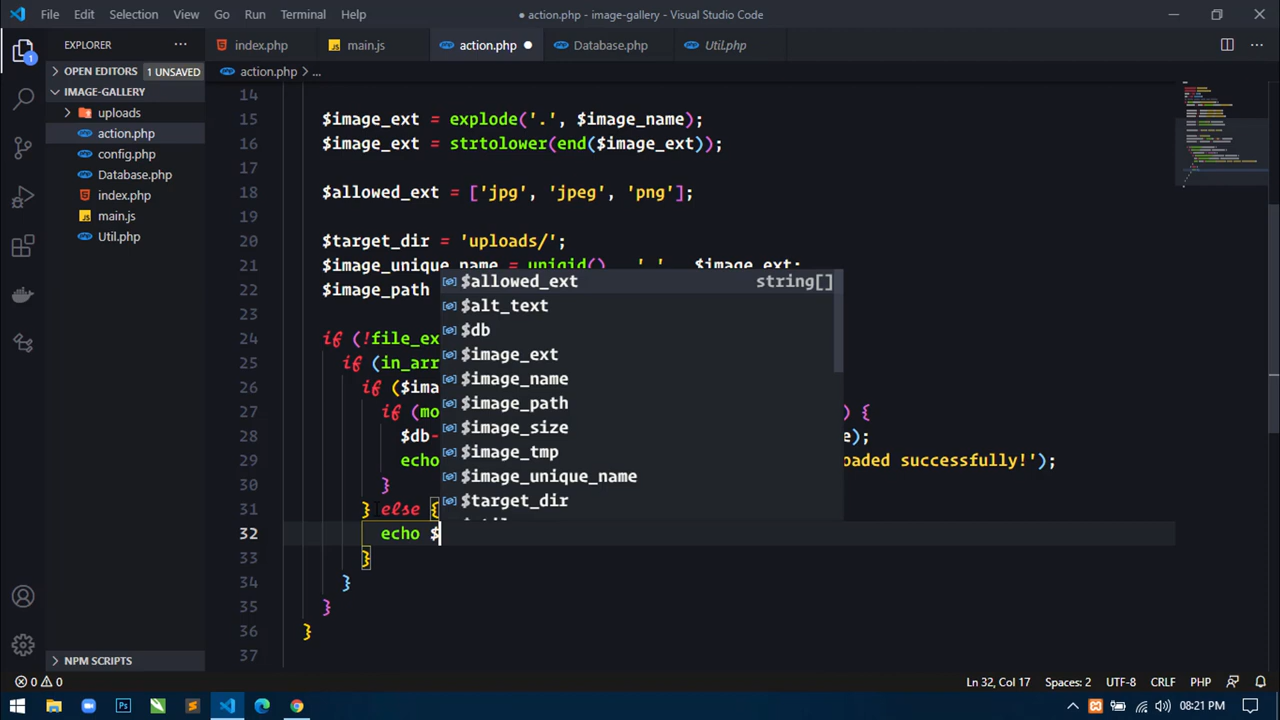 File Edit Selection View Go Run Terminal Help
● action.php - image-gallery - Visual Studio Code
EXPLORER
index.php
main.js
action.php
Database.php
Util.php
OPEN EDITORS 1 UNSAVED
action.php > ...
IMAGE-GALLERY
uploads
action.php
config.php
Database.php
index.php
main.js
Util.php
14
15 $image_ext = explode('.', $image_name);
16 $image_ext = strtolower(end($image_ext));
17
18 $allowed_ext = ['jpg', 'jpeg', 'png'];
19
20 $target_dir = 'uploads/';
21 $image_unique_name = uniqid() . '.' . $image_ext;
22 $image_path
23
24 if (!file_ex
25 if (in_arr
26 if ($ima
27 if (mo ) {
28 $db- e);
29 echo oaded successfully!');
30 }
31 } else {
32 echo $
33 }
34 }
35 }
36 }
37
$allowed_ext string[]
$alt_text
$db
$image_ext
$image_name
$image_path
$image_size
$image_tmp
$image_unique_name
$target_dir
NPM SCRIPTS
0 0
Ln 32, Col 17 Spaces: 2 UTF-8 CRLF PHP
08:21 PM